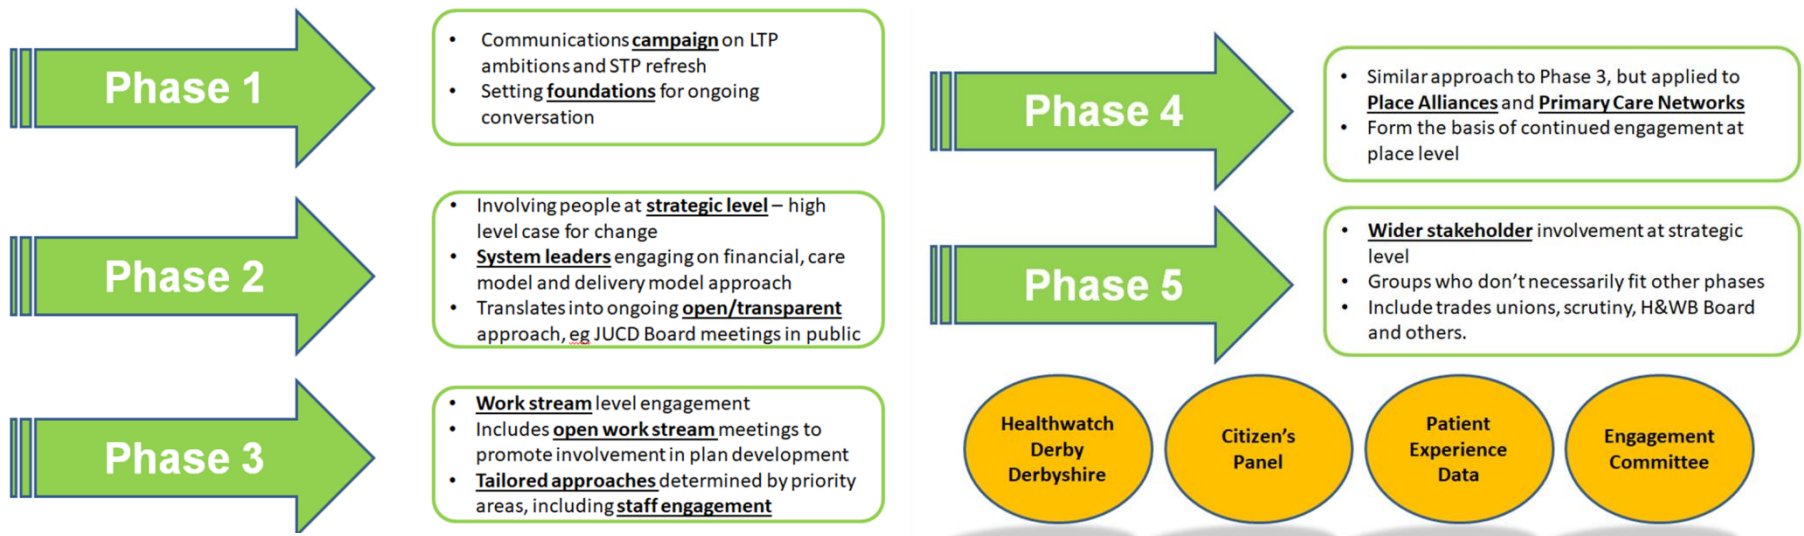 Phase 1
• Communications campaign on LTP
ambitions and STP refresh
• Setting foundations for ongoing
conversation
Phase 2
• Involving people at strategic level – high
level case for change
• System leaders engaging on financial, care
model and delivery model approach
• Translates into ongoing open/transparent
approach, eg JUCD Board meetings in public
Phase 3
• Work stream level engagement
• Includes open work stream meetings to
promote involvement in plan development
• Tailored approaches determined by priority
areas, including staff engagement
Phase 4
• Similar approach to Phase 3, but applied to
Place Alliances and Primary Care Networks
• Form the basis of continued engagement at
place level
Phase 5
• Wider stakeholder involvement at strategic
level
• Groups who don't necessarily fit other phases
• Include trades unions, scrutiny, H&WB Board
and others.
Healthwatch
Derby
Derbyshire
Citizen's
Panel
Patient
Experience
Data
Engagement
Committee